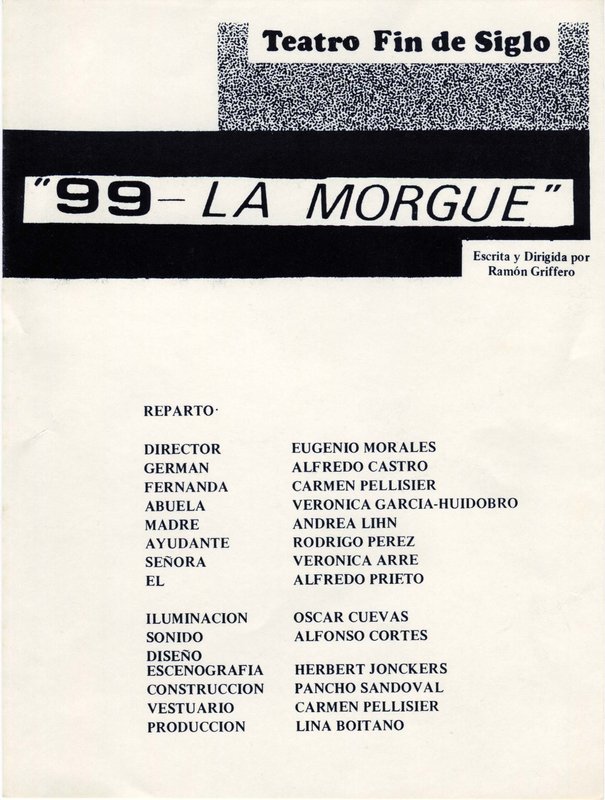 Teatro Fin de Siglo
"99 — LA MORGUE"
Escrita y Dirigida por
Ramón Griffero
REPARTO
DIRECTOR EUGENIO MORALES
GERMAN ALFREDO CASTRO
FERNANDA CARMEN PELLISIER
ABUELA VERONICA GARCIA-HUIDOBRO
MADRE ANDREA LIHN
AYUDANTE RODRIGO PEREZ
SEÑORA VERONICA ARRE
EL ALFREDO PRIETO
ILUMINACION OSCAR CUEVAS
SONIDO ALFONSO CORTES
DISEÑO
ESCENOGRAFIA HERBERT JONCKERS
CONSTRUCCION PANCHO SANDOVAL
VESTUARIO CARMEN PELLISIER
PRODUCCION LINA BOITANO